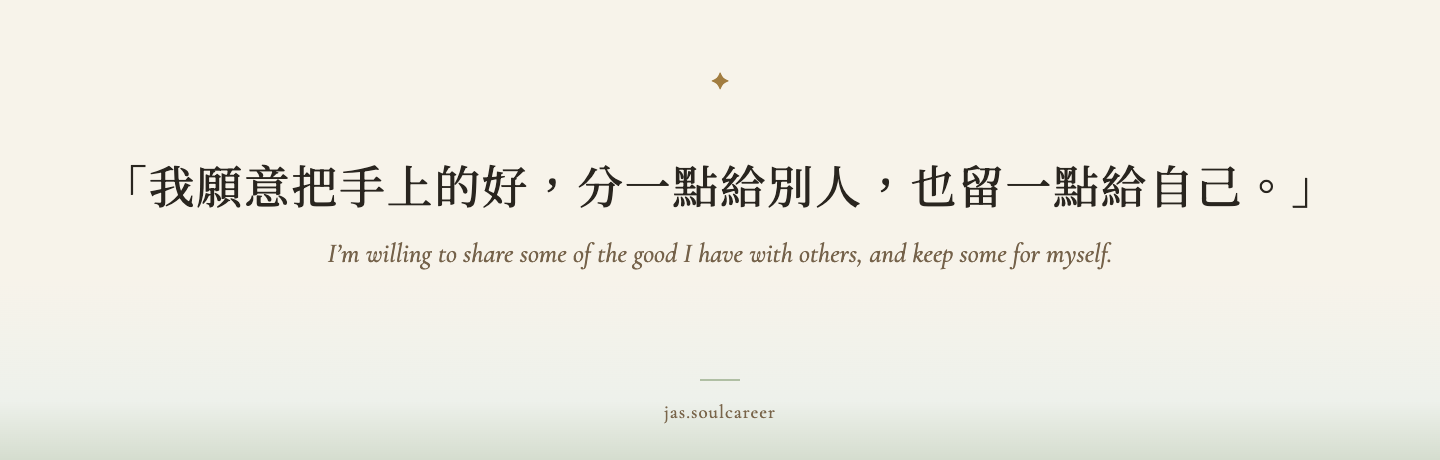 「我願意把手上的好，分一點給別人，也留一點給自己。」
I’m willing to share some of the good I have with others, and keep some for myself.
jas.soulcareer